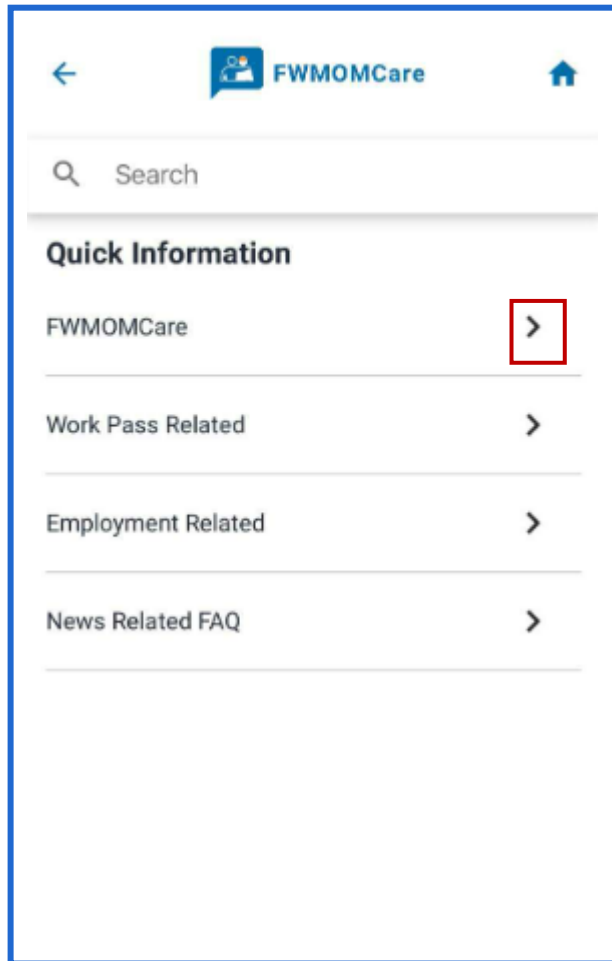 FWMOMCare
Search
Quick Information
FWMOMCare
Work Pass Related
Employment Related
News Related FAQ